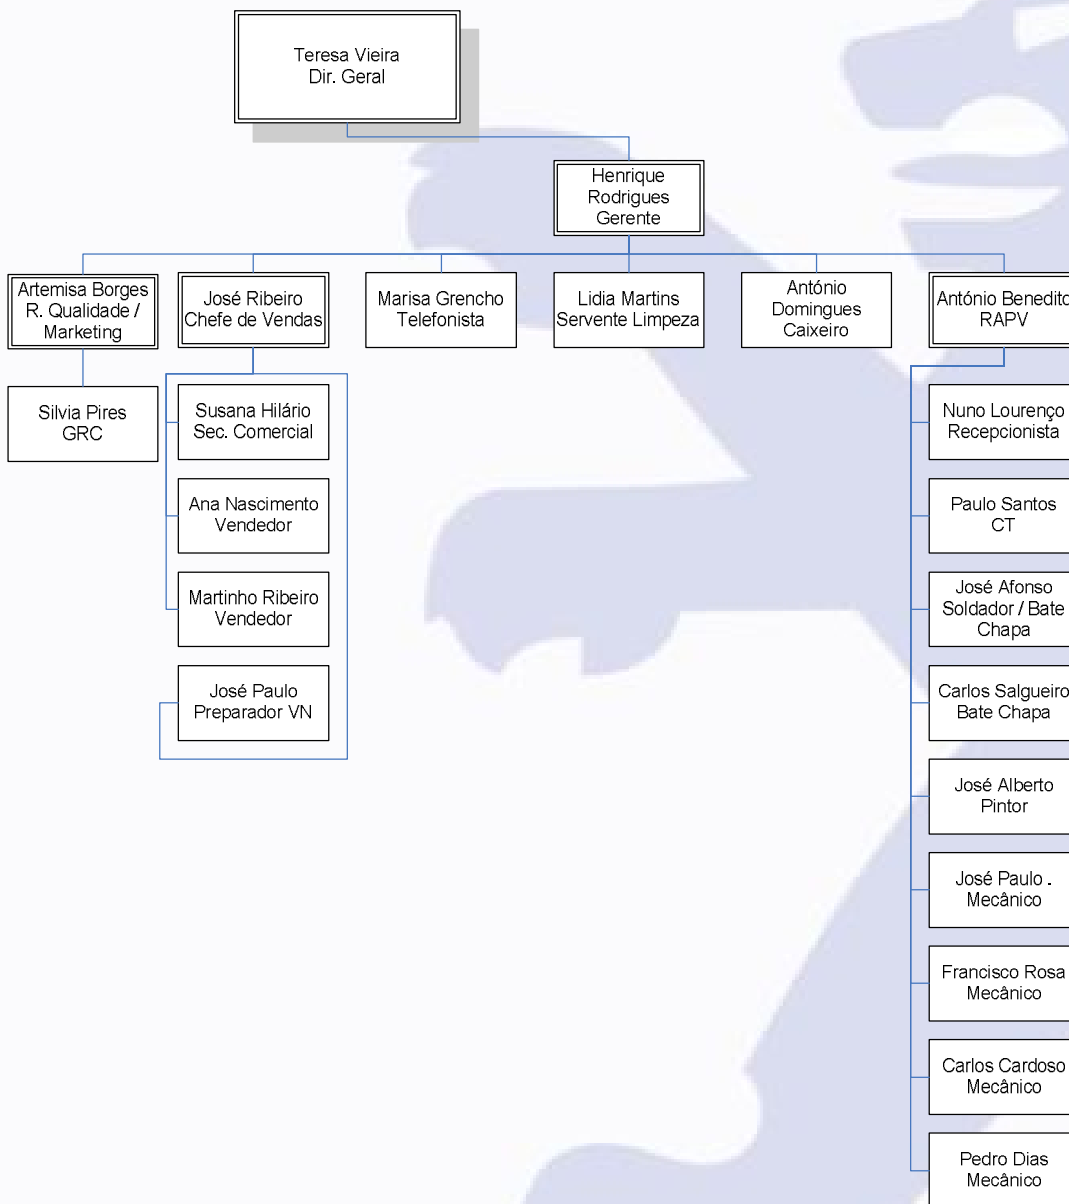 Teresa Vieira
Dir. Geral
Henrique
Rodrigues
Gerente
Artemisa Borges
R. Qualidade /
Marketing
José Ribeiro
Chefe de Vendas
Marisa Grencho
Telefonista
Lidia Martins
Servente Limpeza
António
Domingues
Caixeiro
António Benedito
RAPV
Silvia Pires
GRC
Susana Hilário
Sec. Comercial
Ana Nascimento
Vendedor
Martinho Ribeiro
Vendedor
José Paulo
Preparador VN
Nuno Lourenço
Recepcionista
Paulo Santos
CT
José Afonso
Soldador / Bate
Chapa
Carlos Salgueiro
Bate Chapa
José Alberto
Pintor
José Paulo .
Mecânico
Francisco Rosa
Mecânico
Carlos Cardoso
Mecânico
Pedro Dias
Mecânico